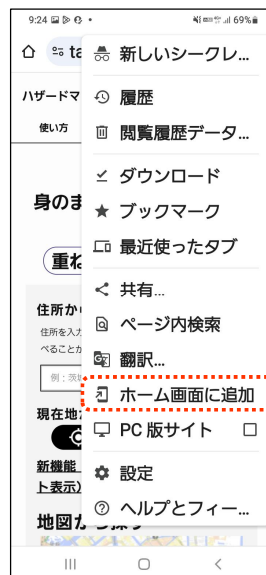 9:24
69%
ta
新しいシークレ...
ハザードマ
履歴
使い方
閲覧履歴データ...
ダウンロード
身のま
ブックマーク
最近使ったタブ
重ね
共有...
住所か
ページ内検索
住所を入力
べることが
翻訳...
例：茨城
ホーム画面に追加
現在地
PC 版サイト
新機能
設定
ト表示）
ヘルプとフィー...
地図から探す